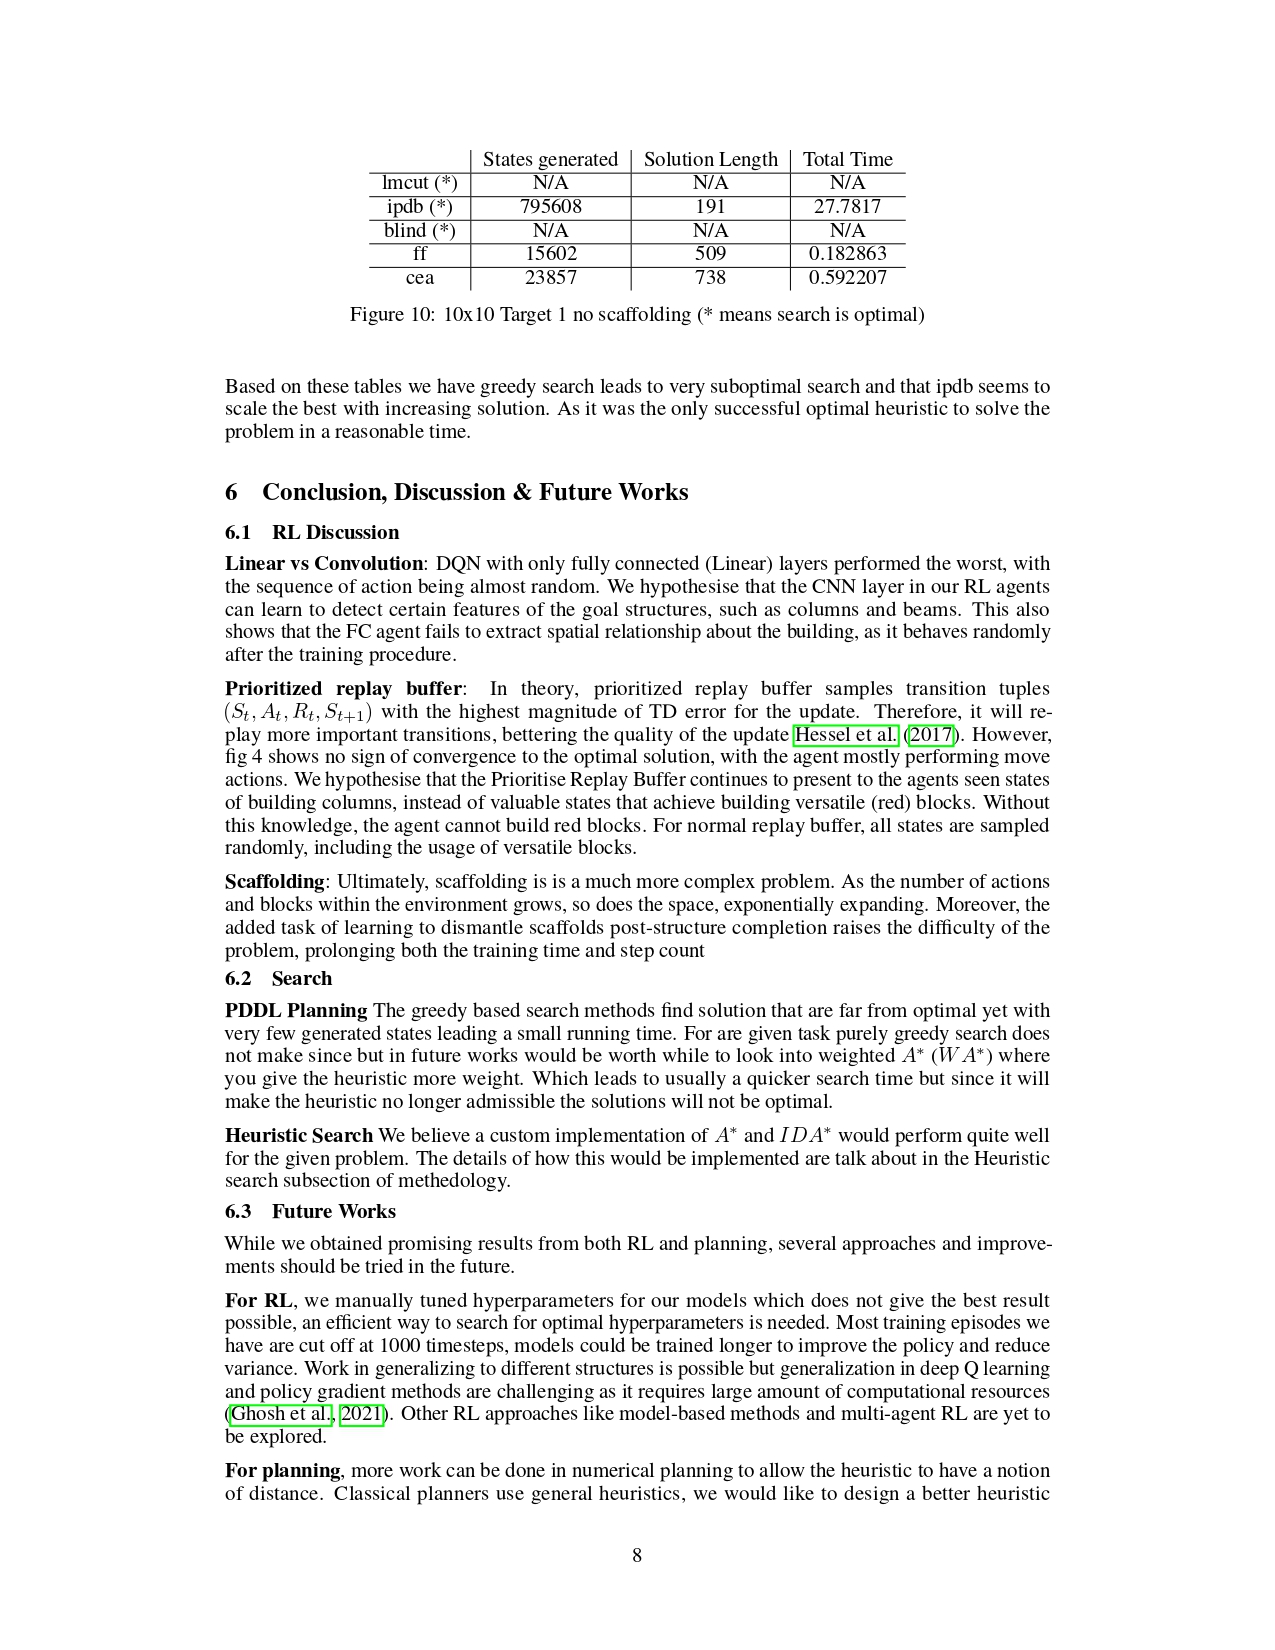 States generated Solution Length Total Time
lmcut (*) N/A N/A N/A
ipdb (*) 795608 191 27.7817
blind (*) N/A N/A N/A
ff 15602 509 0.182863
cea 23857 738 0.592207
Figure 10: 10x10 Target 1 no scaffolding (* means search is optimal)
Based on these tables we have greedy search leads to very suboptimal search and that ipdb seems to
scale the best with increasing solution. As it was the only successful optimal heuristic to solve the
problem in a reasonable time.
6 Conclusion, Discussion & Future Works
6.1 RL Discussion
Linear vs Convolution: DQN with only fully connected (Linear) layers performed the worst, with
the sequence of action being almost random. We hypothesise that the CNN layer in our RL agents
can learn to detect certain features of the goal structures, such as columns and beams. This also
shows that the FC agent fails to extract spatial relationship about the building, as it behaves randomly
after the training procedure.
Prioritized replay buffer: In theory, prioritized replay buffer samples transition tuples
(S_t, A_t, R_t, S_{t+1}) with the highest magnitude of TD error for the update. Therefore, it will re-
play more important transitions, bettering the quality of the update Hessel et al. (2017). However,
fig 4 shows no sign of convergence to the optimal solution, with the agent mostly performing move
actions. We hypothesise that the Prioritise Replay Buffer continues to present to the agents seen states
of building columns, instead of valuable states that achieve building versatile (red) blocks. Without
this knowledge, the agent cannot build red blocks. For normal replay buffer, all states are sampled
randomly, including the usage of versatile blocks.
Scaffolding: Ultimately, scaffolding is is a much more complex problem. As the number of actions
and blocks within the environment grows, so does the space, exponentially expanding. Moreover, the
added task of learning to dismantle scaffolds post-structure completion raises the difficulty of the
problem, prolonging both the training time and step count
6.2 Search
PDDL Planning The greedy based search methods find solution that are far from optimal yet with
very few generated states leading a small running time. For are given task purely greedy search does
not make since but in future works would be worth while to look into weighted A* (WA*) where
you give the heuristic more weight. Which leads to usually a quicker search time but since it will
make the heuristic no longer admissible the solutions will not be optimal.
Heuristic Search We believe a custom implementation of A* and IDA* would perform quite well
for the given problem. The details of how this would be implemented are talk about in the Heuristic
search subsection of methedology.
6.3 Future Works
While we obtained promising results from both RL and planning, several approaches and improve-
ments should be tried in the future.
For RL, we manually tuned hyperparameters for our models which does not give the best result
possible, an efficient way to search for optimal hyperparameters is needed. Most training episodes we
have are cut off at 1000 timesteps, models could be trained longer to improve the policy and reduce
variance. Work in generalizing to different structures is possible but generalization in deep Q learning
and policy gradient methods are challenging as it requires large amount of computational resources
(Ghosh et al., 2021). Other RL approaches like model-based methods and multi-agent RL are yet to
be explored.
For planning, more work can be done in numerical planning to allow the heuristic to have a notion
of distance. Classical planners use general heuristics, we would like to design a better heuristic
8